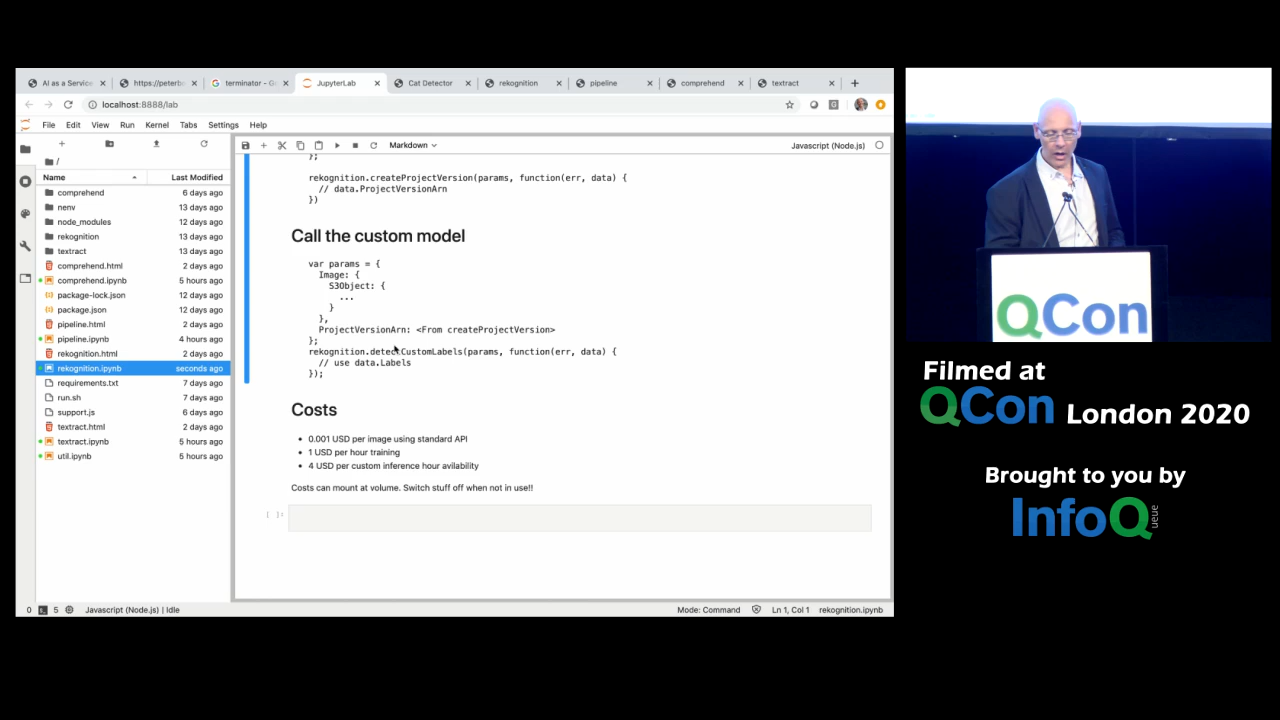 AI as a Service
https://peterb
terminator - G
JupyterLab
Cat Detector
rekognition
pipeline
comprehend
textract
localhost:8888/lab
File Edit View Run Kernel Tabs Settings Help
Markdown
Javascript (Node.js)
/
Name Last Modified
comprehend 6 days ago
nenv 13 days ago
node_modules 12 days ago
rekognition 13 days ago
textract 13 days ago
comprehend.html 2 days ago
comprehend.ipynb 5 hours ago
package-lock.json 12 days ago
package.json 12 days ago
pipeline.html 2 days ago
pipeline.ipynb 4 hours ago
rekognition.html 2 days ago
rekognition.ipynb seconds ago
requirements.txt 7 days ago
run.sh 7 days ago
support.js 6 days ago
textract.html 2 days ago
textract.ipynb 5 hours ago
util.ipynb 5 hours ago
};
rekognition.createProjectVersion(params, function(err, data) {
// data.ProjectVersionArn
})
Call the custom model
var params = {
Image: {
S3Object: {
...
}
},
ProjectVersionArn: <From createProjectVersion>
};
rekognition.detectCustomLabels(params, function(err, data) {
// use data.Labels
});
Costs
• 0.001 USD per image using standard API
• 1 USD per hour training
• 4 USD per custom inference hour avilability
Costs can mount at volume. Switch stuff off when not in use!!
[ ]:
0 5 Javascript (Node.js) | Idle
Mode: Command Ln 1, Col 1 rekognition.ipynb
QCon
Filmed at
QCon London 2020
Brought to you by
InfoQ